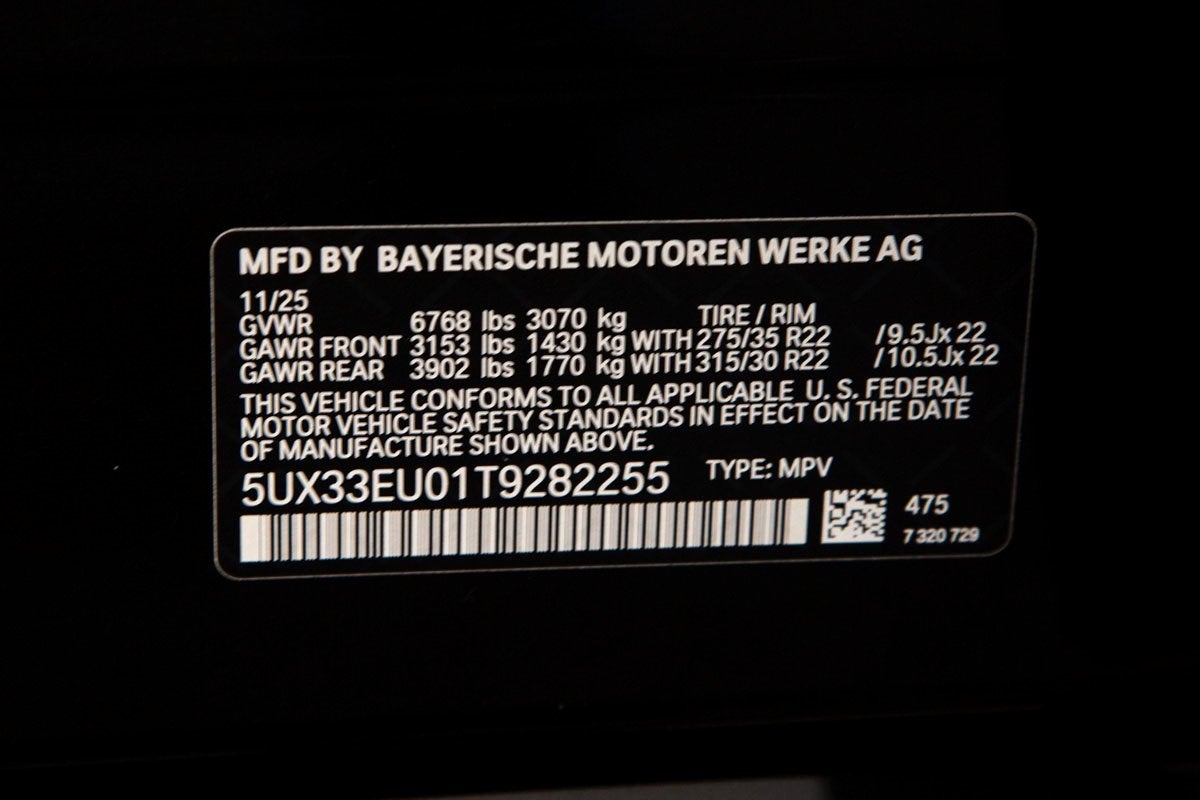 MFD BY BAYERISCHE MOTOREN WERKE AG
11/25
GVWR 6768 lbs 3070 kg TIRE / RIM
GAWR FRONT 3153 lbs 1430 kg WITH 275/35 R22 /9.5Jx 22
GAWR REAR 3902 lbs 1770 kg WITH 315/30 R22 /10.5Jx 22
THIS VEHICLE CONFORMS TO ALL APPLICABLE U. S. FEDERAL
MOTOR VEHICLE SAFETY STANDARDS IN EFFECT ON THE DATE
OF MANUFACTURE SHOWN ABOVE.
5UX33EU01T9282255 TYPE: MPV
475
7 320 729